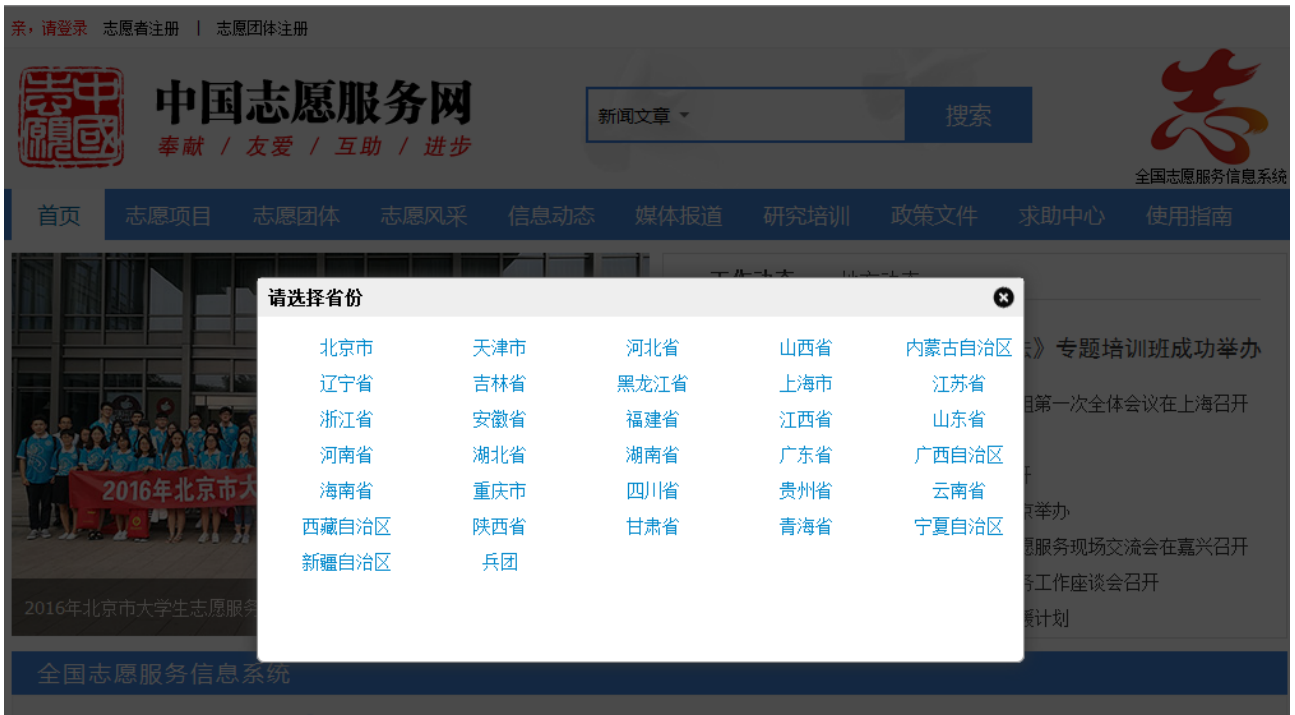 亲，请登录 志愿者注册 | 志愿团体注册
中國志願
中国志愿服务网
奉献 / 友爱 / 互助 / 进步
新闻文章
搜索
志
全国志愿服务信息系统
首页 志愿项目 志愿团体 志愿风采 信息动态 媒体报道 研究培训 政策文件 求助中心 使用指南
工作动态 地方动态
请选择省份
北京市 天津市 河北省 山西省 内蒙古自治区
辽宁省 吉林省 黑龙江省 上海市 江苏省
浙江省 安徽省 福建省 江西省 山东省
河南省 湖北省 湖南省 广东省 广西自治区
海南省 重庆市 四川省 贵州省 云南省
西藏自治区 陕西省 甘肃省 青海省 宁夏自治区
新疆自治区 兵团
》专题培训班成功举办
第一次全体会议在上海召开
举办
服务现场交流会在嘉兴召开
工作座谈会召开
计划
2016年北京市大
2016年北京市大学生志愿服务
全国志愿服务信息系统